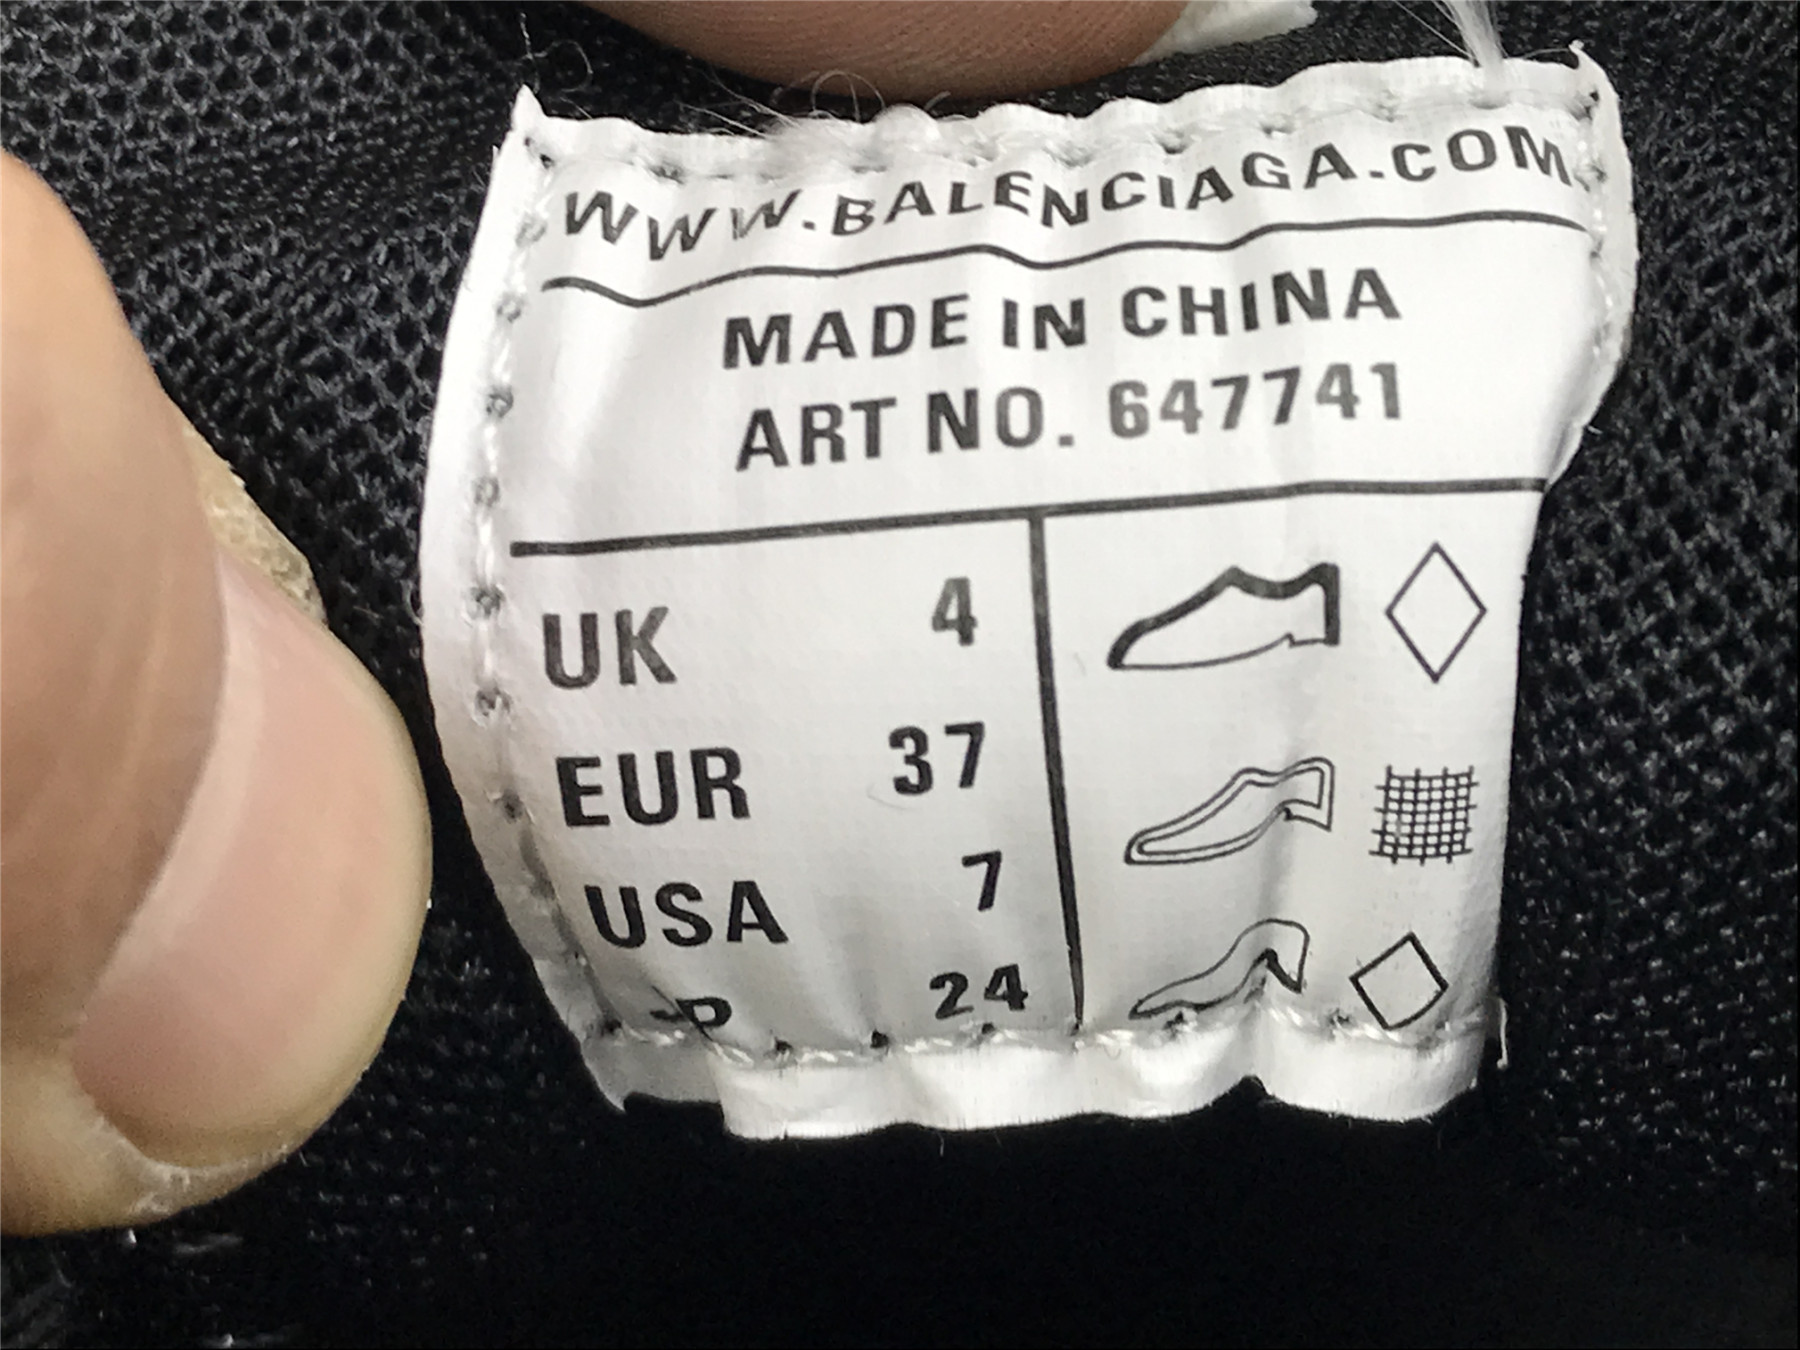 WWW.BALENCIAGA.COM
MADE IN CHINA
ART NO. 647741
UK 4
EUR 37
USA 7
24